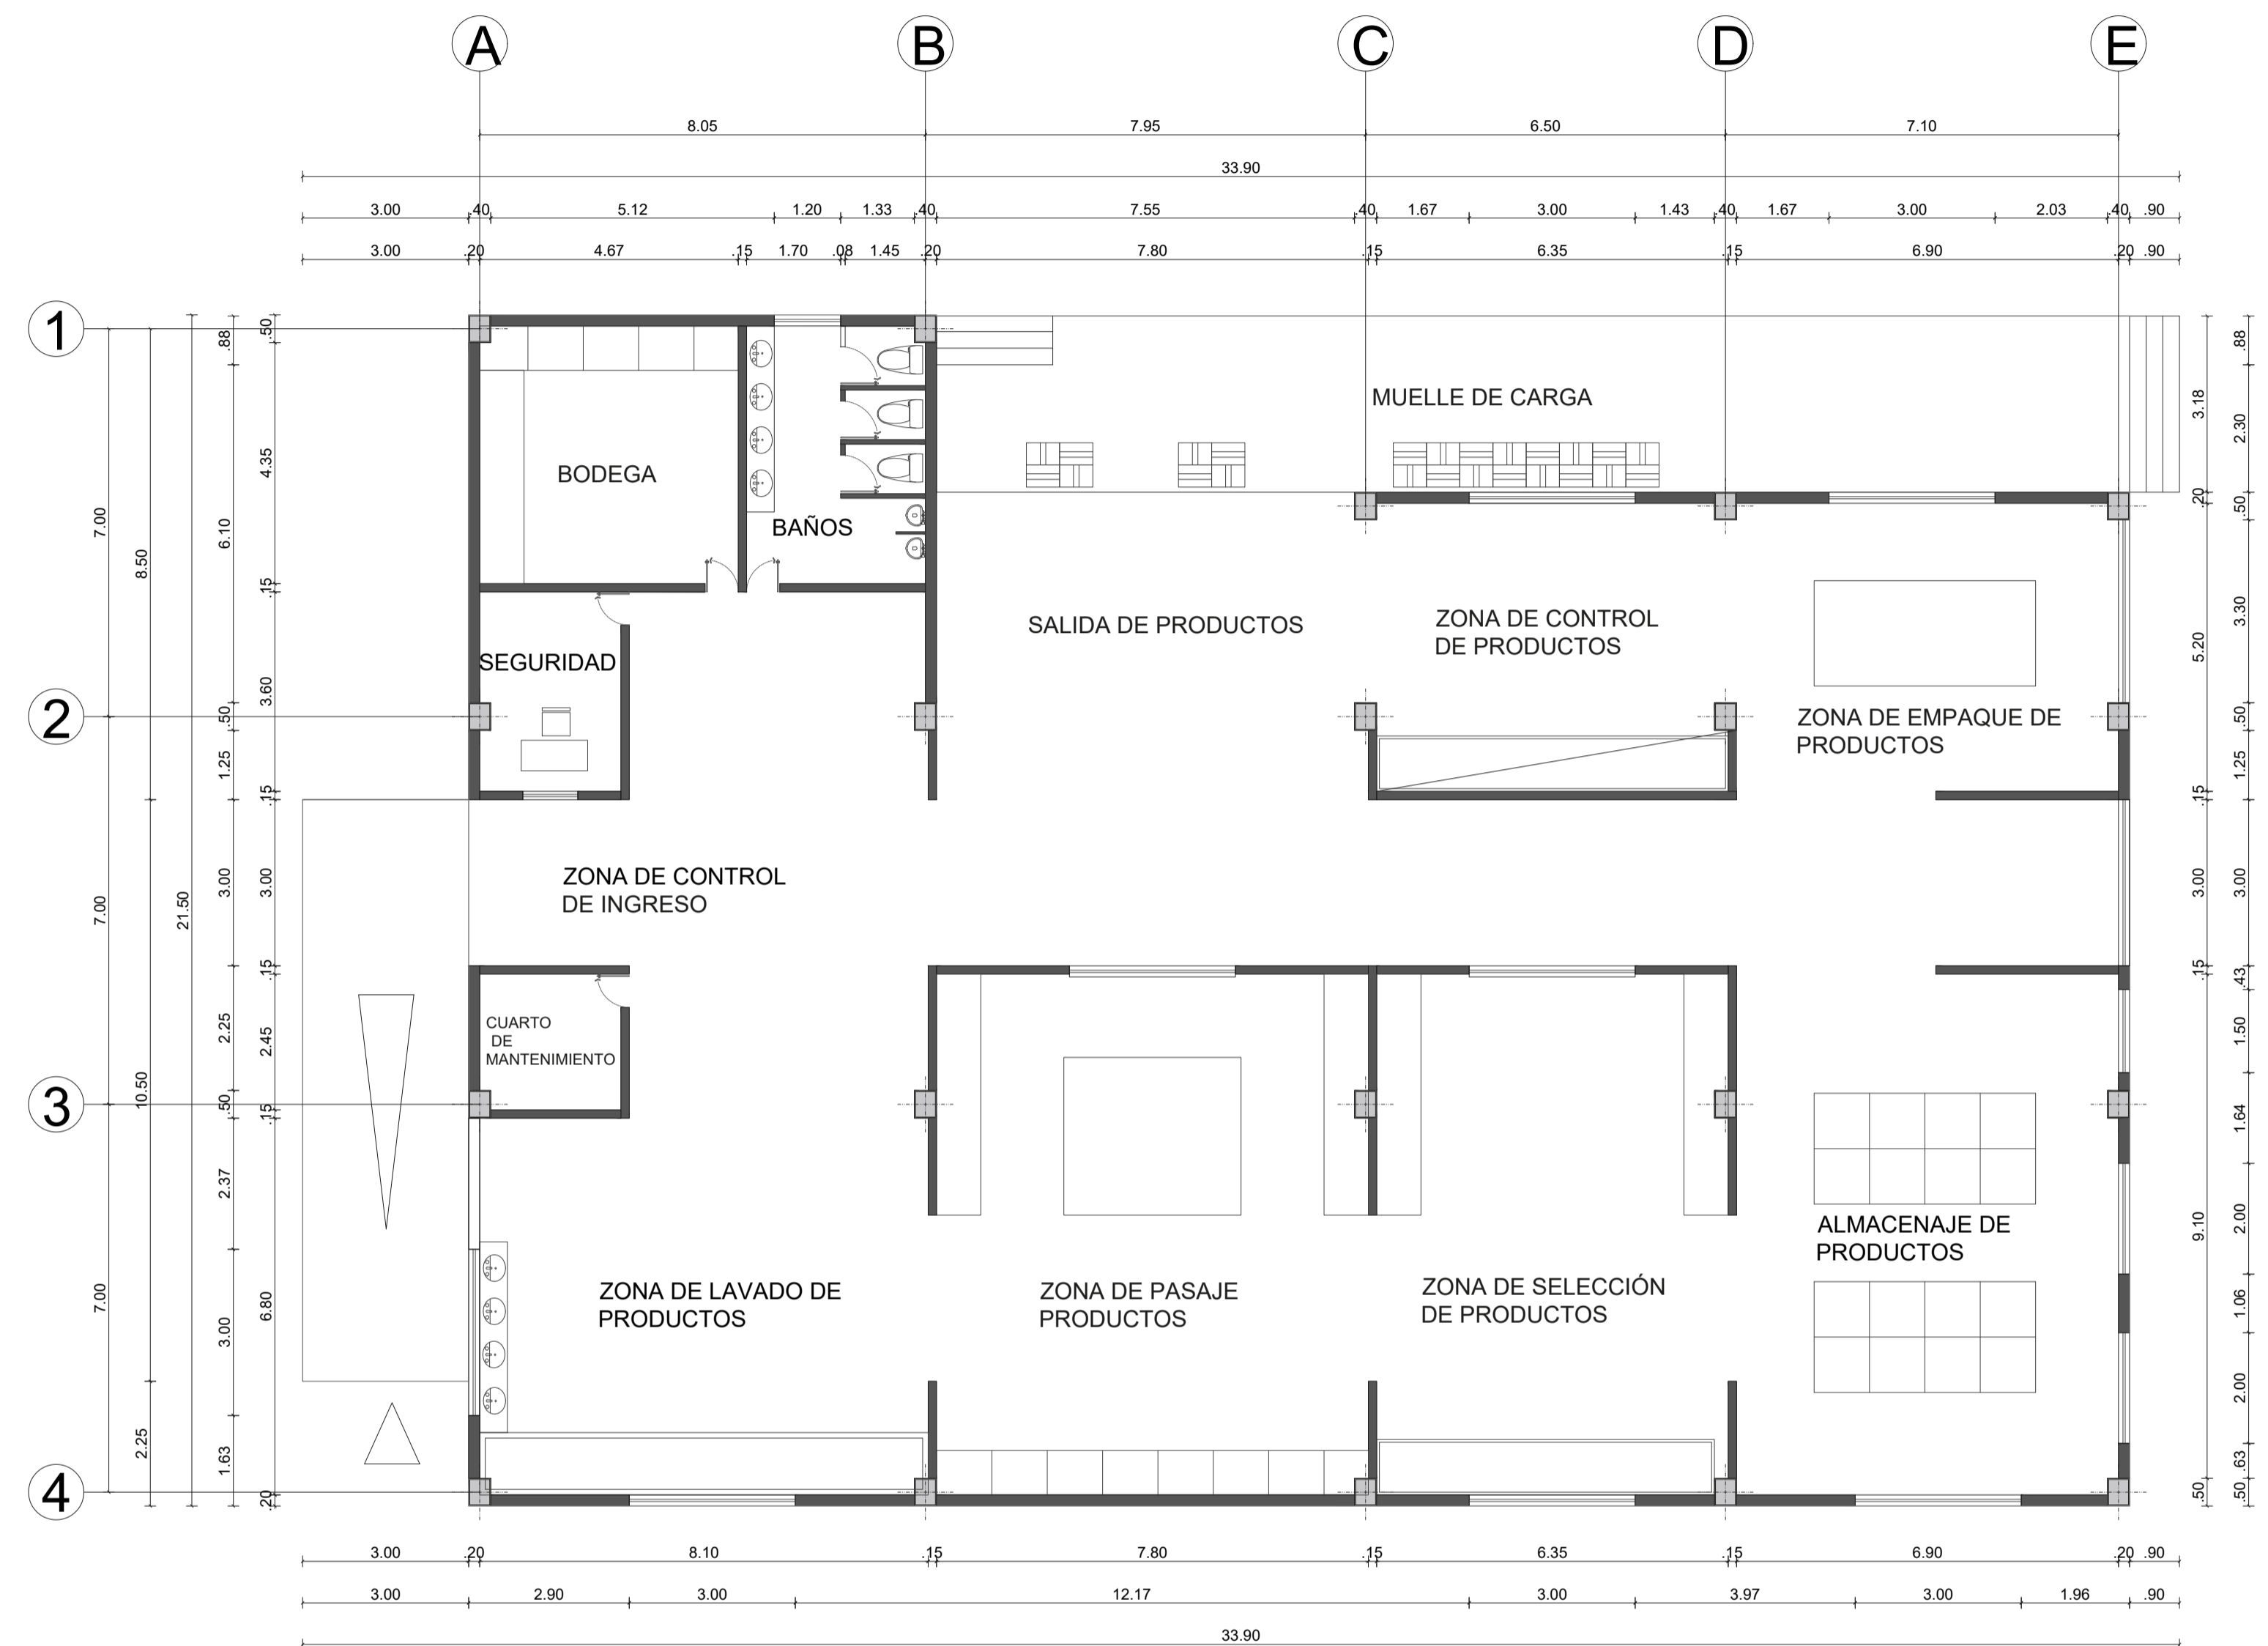 A B C D E
8.05 7.95 6.50 7.10
33.90
3.00 .40 5.12 1.20 1.33 .40 7.55 .40 1.67 3.00 1.43 .40 1.67 3.00 2.03 .40 .90
3.00 .20 4.67 .15 1.70 .08 1.45 .20 7.80 .15 6.35 .15 6.90 .20 .90
1
2
3
4
7.00
7.00
7.00
8.50
10.50
2.25
21.50
.88
6.10
.50
1.25
3.00
2.25
.50
2.37
3.00
1.63
.50
4.35
.15
3.60
.15
3.00
.15
2.45
.15
6.80
.20
BODEGA
BAÑOS
MUELLE DE CARGA
SEGURIDAD
SALIDA DE PRODUCTOS
ZONA DE CONTROL
DE PRODUCTOS
ZONA DE EMPAQUE DE
PRODUCTOS
ZONA DE CONTROL
DE INGRESO
CUARTO
DE
MANTENIMIENTO
ZONA DE LAVADO DE
PRODUCTOS
ZONA DE PASAJE
PRODUCTOS
ZONA DE SELECCIÓN
DE PRODUCTOS
ALMACENAJE DE
PRODUCTOS
3.18
.20
5.20
.15
3.00
.15
9.10
.50
.88
2.30
.50
3.30
.50
1.25
3.00
.43
1.50
1.64
2.00
1.06
2.00
.63
.50
3.00 .20 8.10 .15 7.80 .15 6.35 .15 6.90 .20 .90
3.00 2.90 3.00 12.17 3.00 3.97 3.00 1.96 .90
33.90